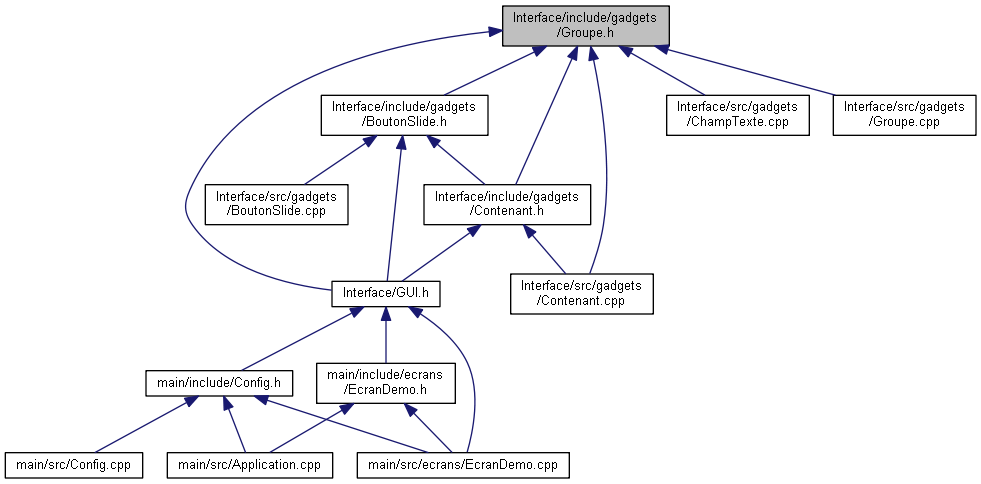 Interface/include/gadgets
/Groupe.h
Interface/include/gadgets
/BoutonSlide.h
Interface/src/gadgets
/ChampTexte.cpp
Interface/src/gadgets
/Groupe.cpp
Interface/src/gadgets
/BoutonSlide.cpp
Interface/include/gadgets
/Contenant.h
Interface/GUI.h
Interface/src/gadgets
/Contenant.cpp
main/include/Config.h
main/include/ecrans
/EcranDemo.h
main/src/Config.cpp
main/src/Application.cpp
main/src/ecrans/EcranDemo.cpp